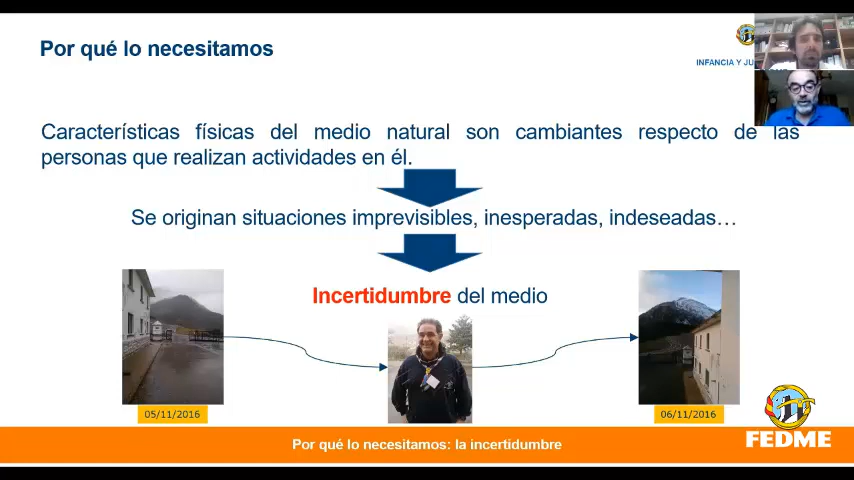 Por qué lo necesitamos
INFANCIA Y JU
Características físicas del medio natural son cambiantes respecto de las
personas que realizan actividades en él.
Se originan situaciones imprevisibles, inesperadas, indeseadas…
Incertidumbre del medio
05/11/2016
06/11/2016
FEDME
Por qué lo necesitamos: la incertidumbre